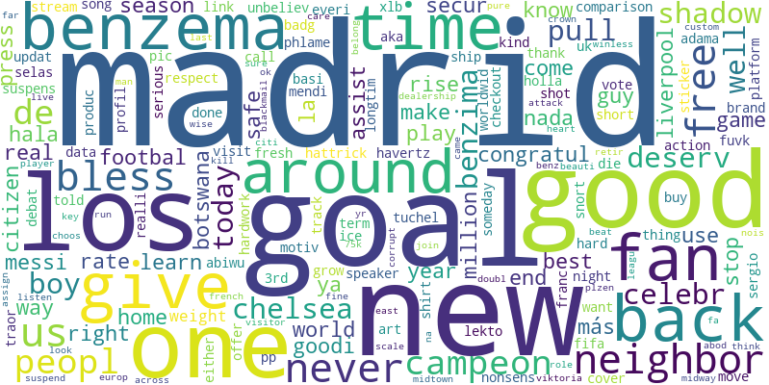 madrid
goal
new
good
los
one
give
time
benzema
around
back
fan
bless
free
neighbor
chelsea
campeon
never
us
de
peopl
celebr
deserv
pull
shadow
season
secur
know
song
link
unbeliev
everi
xlb
comparison
stream
badg
call
aka
kind
uk
adama
pure
crown
custom
far
last
care
belong
winless
press
updat
selas
suspens
pic
phlame
ship
thank
vote
sticker
platform
respect
basi
mendi
safe
la
assist
longtim
rise
come
holla
shot
guy
short
liverpool
well
brand
game
hala
produc
profil
serious
done
ok
blackmail
make
play
worldwid
checkout
nada
attack
heart
action
fuvk
live
man
wise
sure
dealership
real
data
footbal
visit
fresh
hattrick
havertz
benzima
congratul
retir
die
citizen
player
told
key
debat
run
realli
choos
botswana
today
citi
kill
hardwork
motiv
track
term
ice
yr
75k
tuchel
corrupt
came
join
million
someday
benz
beauti
snort
hard
beat
thing
buy
use
nois
leagu
messi
rate
learn
abiwu
boy
way
right
home
weight
offer
either
visitor
french
3rd
speaker
grow
ya
year
fine
shirt
end
best
franc
night
want
más
fifa
stop
sergio
traor
assign
listen
look
suspend
europ
across
goodi
pp
world
art
east
scale
na
doubl
lekto
nonsens
midtown
viktoria
role
plzen
cover
fa
abod
think
midway
move